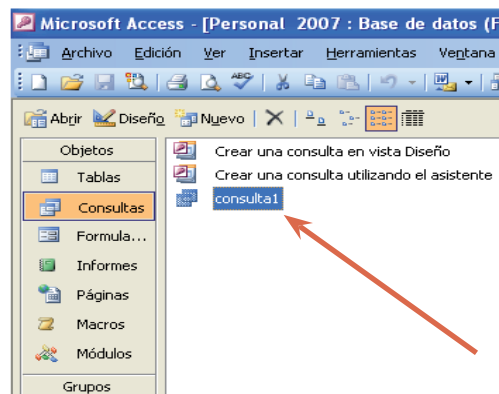 Microsoft Access - [Personal 2007 : Base de datos (F
Archivo Edición Ver Insertar Herramientas Ventana
ABC
W
Abrir Diseño Nuevo
Objetos
Tablas
Consultas
Formula...
Informes
Páginas
Macros
Módulos
Grupos
Crear una consulta en vista Diseño
Crear una consulta utilizando el asistente
consulta1